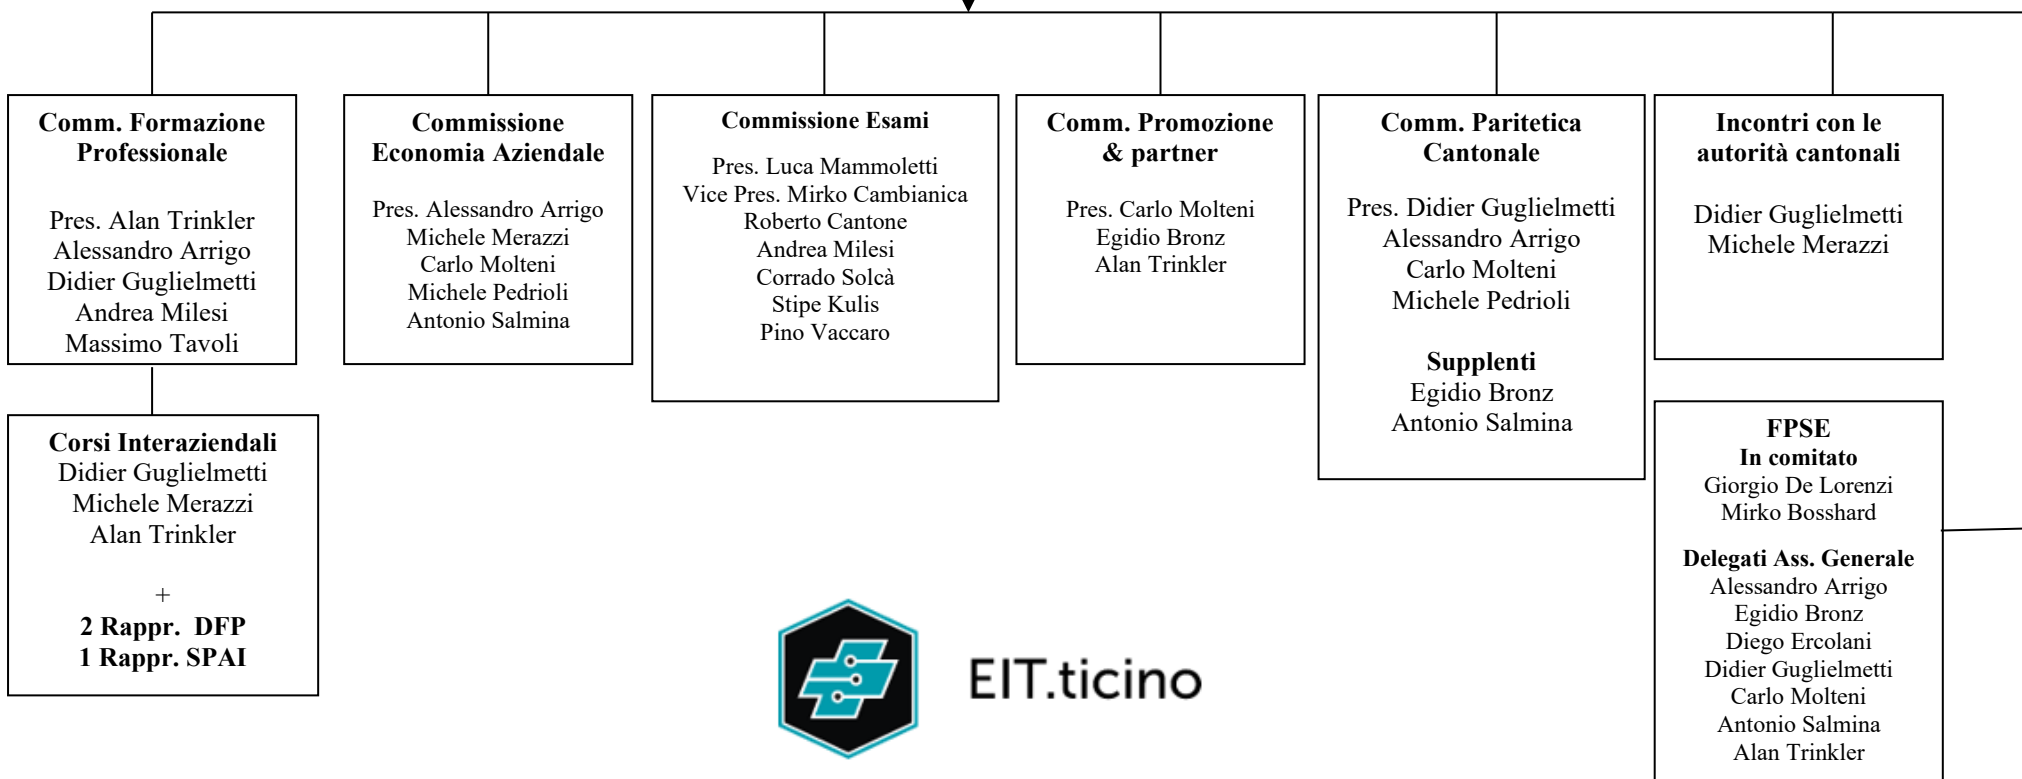 Comm. Formazione
Professionale
Pres. Alan Trinkler
Alessandro Arrigo
Didier Guglielmetti
Andrea Milesi
Massimo Tavoli
Corsi Interaziendali
Didier Guglielmetti
Michele Merazzi
Alan Trinkler
+
2 Rappr. DFP
1 Rappr. SPAI
Commissione
Economia Aziendale
Pres. Alessandro Arrigo
Michele Merazzi
Carlo Molteni
Michele Pedrioli
Antonio Salmina
Commissione Esami
Pres. Luca Mammoletti
Vice Pres. Mirko Cambianica
Roberto Cantone
Andrea Milesi
Corrado Solcà
Stipe Kulis
Pino Vaccaro
Comm. Promozione
& partner
Pres. Carlo Molteni
Egidio Bronz
Alan Trinkler
Comm. Paritetica
Cantonale
Pres. Didier Guglielmetti
Alessandro Arrigo
Carlo Molteni
Michele Pedrioli
Supplenti
Egidio Bronz
Antonio Salmina
Incontri con le
autorità cantonali
Didier Guglielmetti
Michele Merazzi
FPSE
In comitato
Giorgio De Lorenzi
Mirko Bosshard
Delegati Ass. Generale
Alessandro Arrigo
Egidio Bronz
Diego Ercolani
Didier Guglielmetti
Carlo Molteni
Antonio Salmina
Alan Trinkler
EIT.ticino